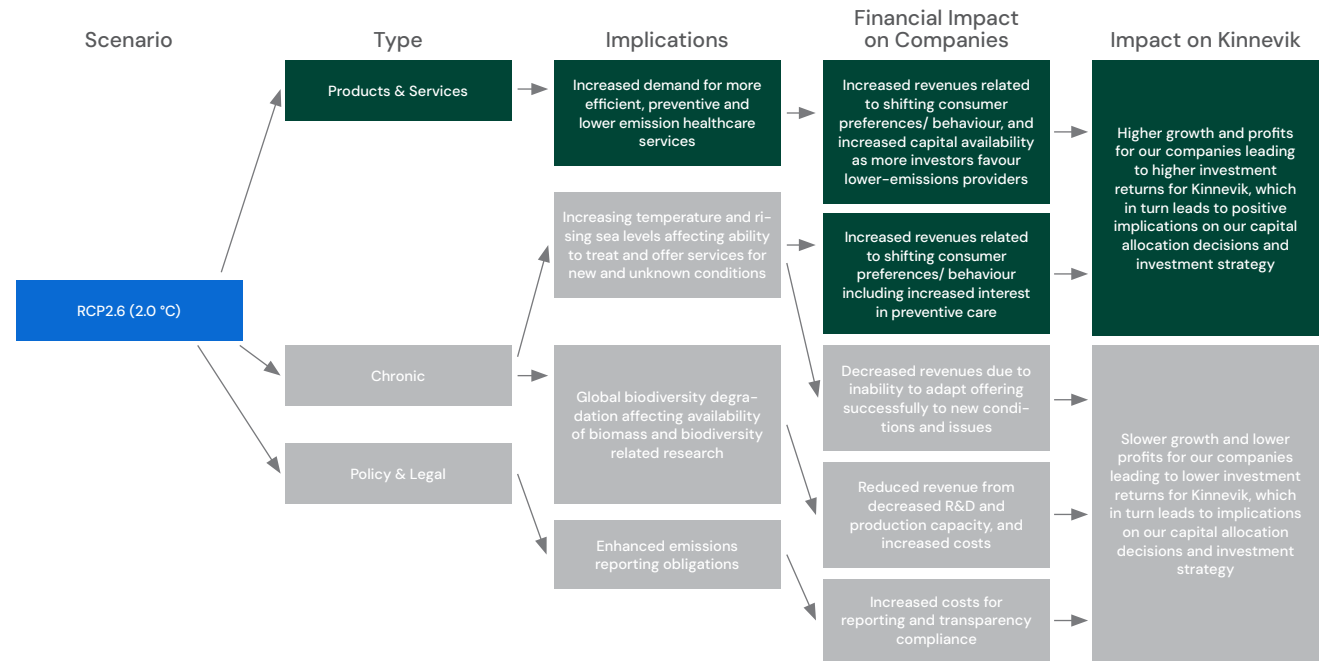 Scenario
Type
Implications
Financial Impact
on Companies
Impact on Kinnevik
RCP2.6 (2.0 °C)
Products & Services
Chronic
Policy & Legal
Increased demand for more
efficient, preventive and
lower emission healthcare
services
Increasing temperature and ri-
sing sea levels affecting ability
to treat and offer services for
new and unknown conditions
Global biodiversity degra-
dation affecting availability
of biomass and biodiversity
related research
Enhanced emissions
reporting obligations
Increased revenues related
to shifting consumer
preferences/ behaviour, and
increased capital availability
as more investors favour
lower-emissions providers
Increased revenues related
to shifting consumer
preferences/ behaviour
including increased interest
in preventive care
Decreased revenues due to
inability to adapt offering
successfully to new condi-
tions and issues
Reduced revenue from
decreased R&D and
production capacity, and
increased costs
Increased costs for
reporting and transparency
compliance
Higher growth and profits
for our companies leading
to higher investment
returns for Kinnevik, which
in turn leads to positive
implications on our capital
allocation decisions and
investment strategy
Slower growth and lower
profits for our companies
leading to lower investment
returns for Kinnevik, which
in turn leads to implications
on our capital allocation
decisions and investment
strategy